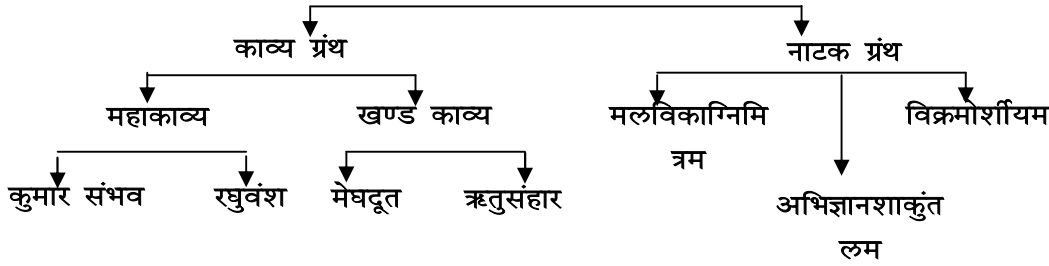 काव्य ग्रंथ
नाटक ग्रंथ
महाकाव्य
खण्ड काव्य
मलविकाग्निमि
त्रम
विक्रमोर्शीयम
कुमार संभव
रघुवंश
मेघदूत
ऋतुसंहार
अभिज्ञानशाकुंत
लम